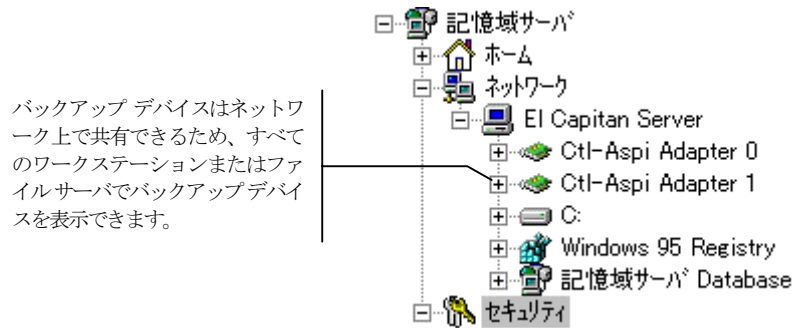 記憶域サーバ
ホーム
ネットワーク
El Capitan Server
Ctl-Aspi Adapter 0
Ctl-Aspi Adapter 1
C:
Windows 95 Registry
記憶域サーバ Database
セキュリティ
バックアップ デバイスはネットワ
ーク上で共有できるため、すべて
のワークステーションまたはファ
イル サーバでバックアップ デバイ
スを表示できます。